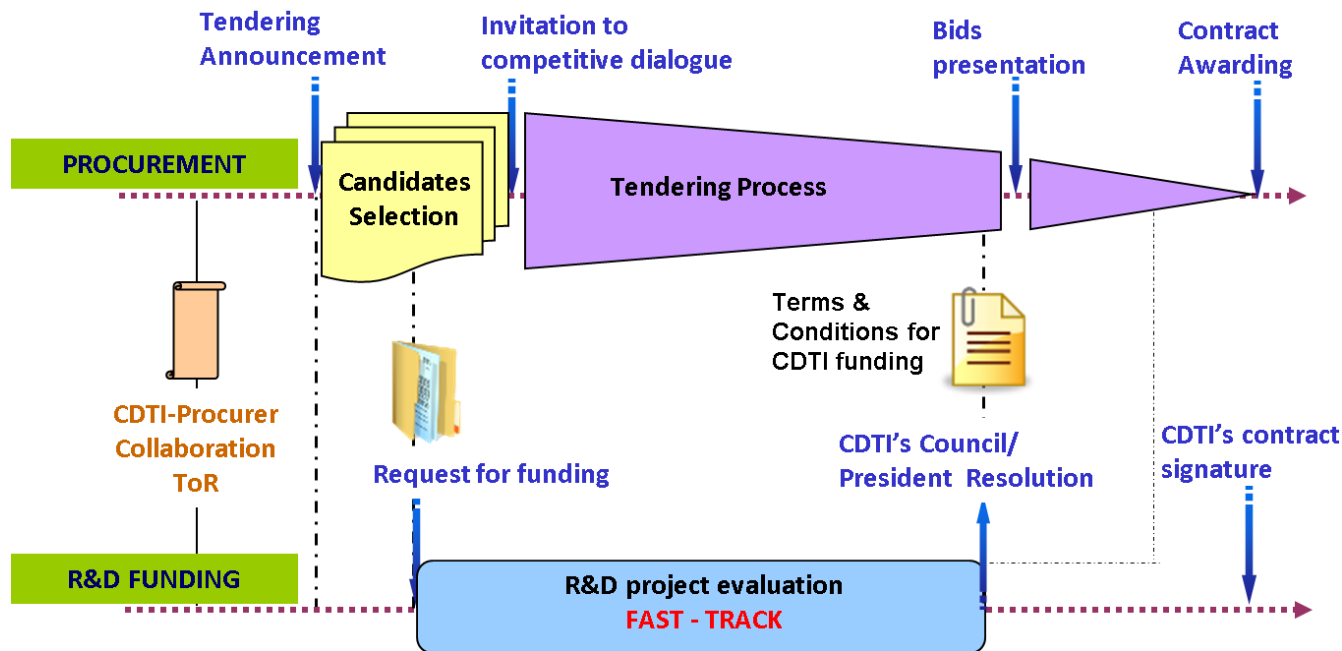 Tendering
Announcement
Invitation to
competitive dialogue
Bids
presentation
Contract
Awarding
PROCUREMENT
Candidates
Selection
Tendering Process
Terms &
Conditions for
CDTI funding
CDTI-Procurer
Collaboration
ToR
Request for funding
CDTI's Council/
President Resolution
CDTI's contract
signature
R&D FUNDING
R&D project evaluation
FAST - TRACK